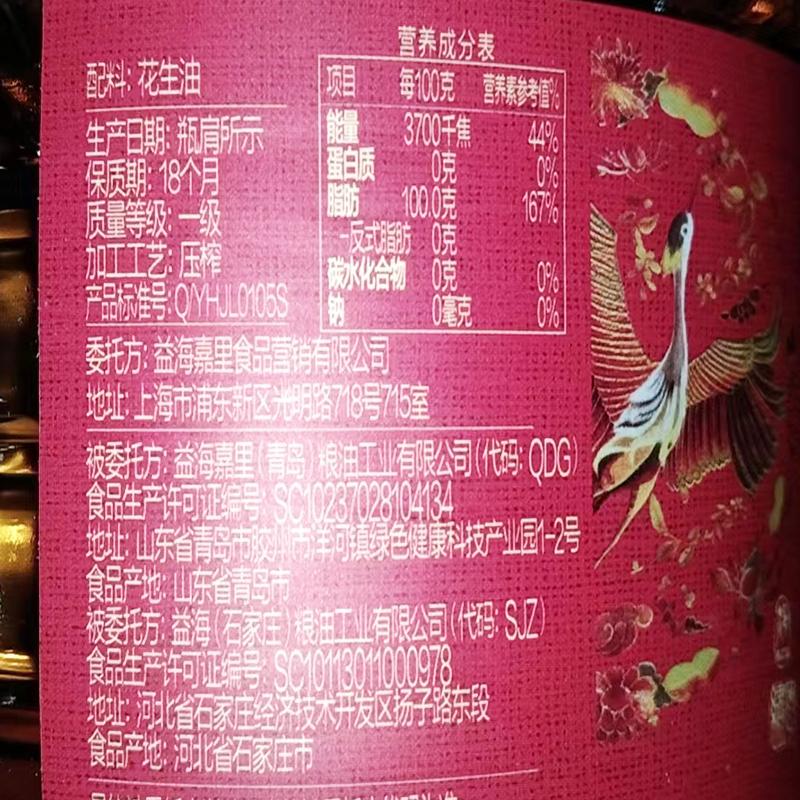 配料: 花生油
生产日期: 瓶肩所示
保质期: 18个月
质量等级: 一级
加工工艺: 压榨
产品标准号: Q/YHJL0105S
营养成分表
项目 每100克 营养素参考值%
能量 3700千焦 44%
蛋白质 0克 0%
脂肪 100.0克 167%
-反式脂肪 0克
碳水化合物 0克 0%
钠 0毫克 0%
委托方: 益海嘉里食品营销有限公司
地址: 上海市浦东新区光明路718号715室
被委托方: 益海嘉里(青岛)粮油工业有限公司(代码: QDG)
食品生产许可证编号: SC10237028104134
地址: 山东省青岛市胶州市洋河镇绿色健康科技产业园1-2号
食品产地: 山东省青岛市
被委托方: 益海(石家庄)粮油工业有限公司(代码: SJZ)
食品生产许可证编号: SC10113011000978
地址: 河北省石家庄经济技术开发区扬子路东段
食品产地: 河北省石家庄市